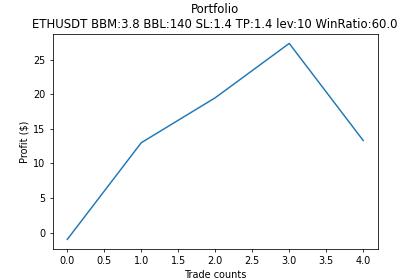 Portfolio
ETHUSDT BBM:3.8 BBL:140 SL:1.4 TP:1.4 lev:10 WinRatio:60.0
25
20
15
10
5
0
Profit ($)
0.0 0.5 1.0 1.5 2.0 2.5 3.0 3.5 4.0
Trade counts